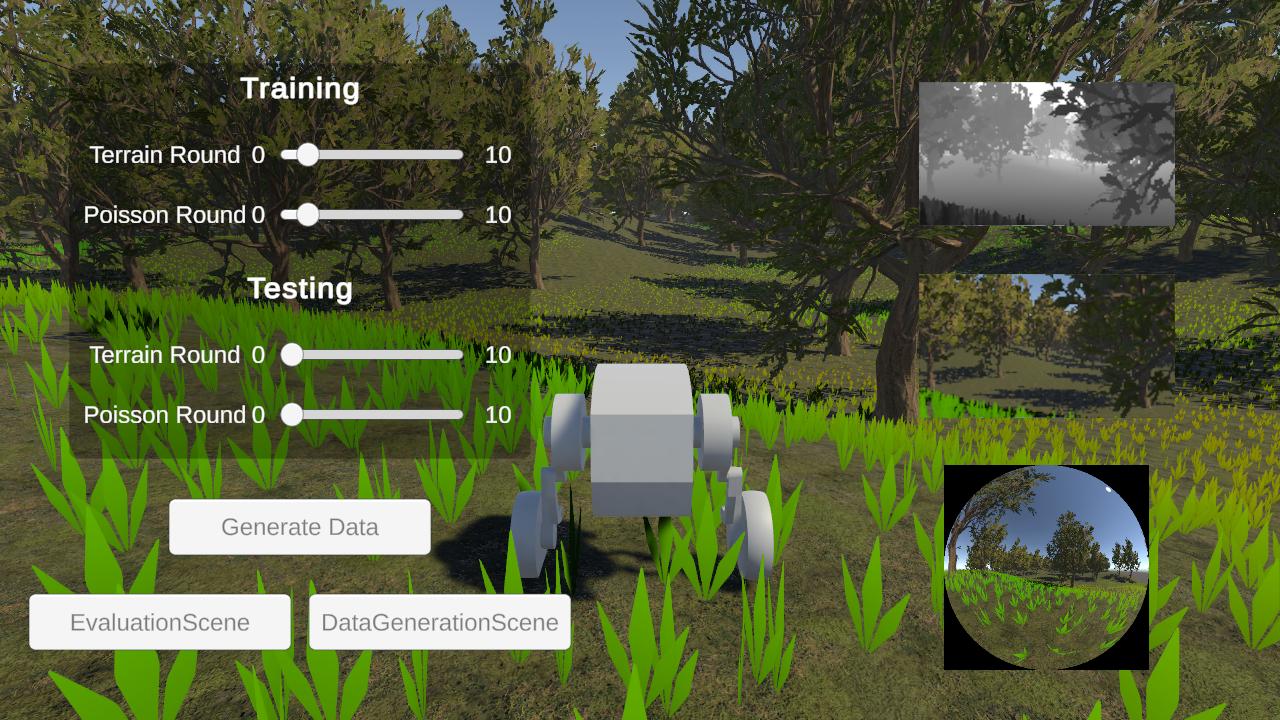 Training
Terrain Round 0 10
Poisson Round 0 10
Testing
Terrain Round 0 10
Poisson Round 0 10
Generate Data
EvaluationScene
DataGenerationScene